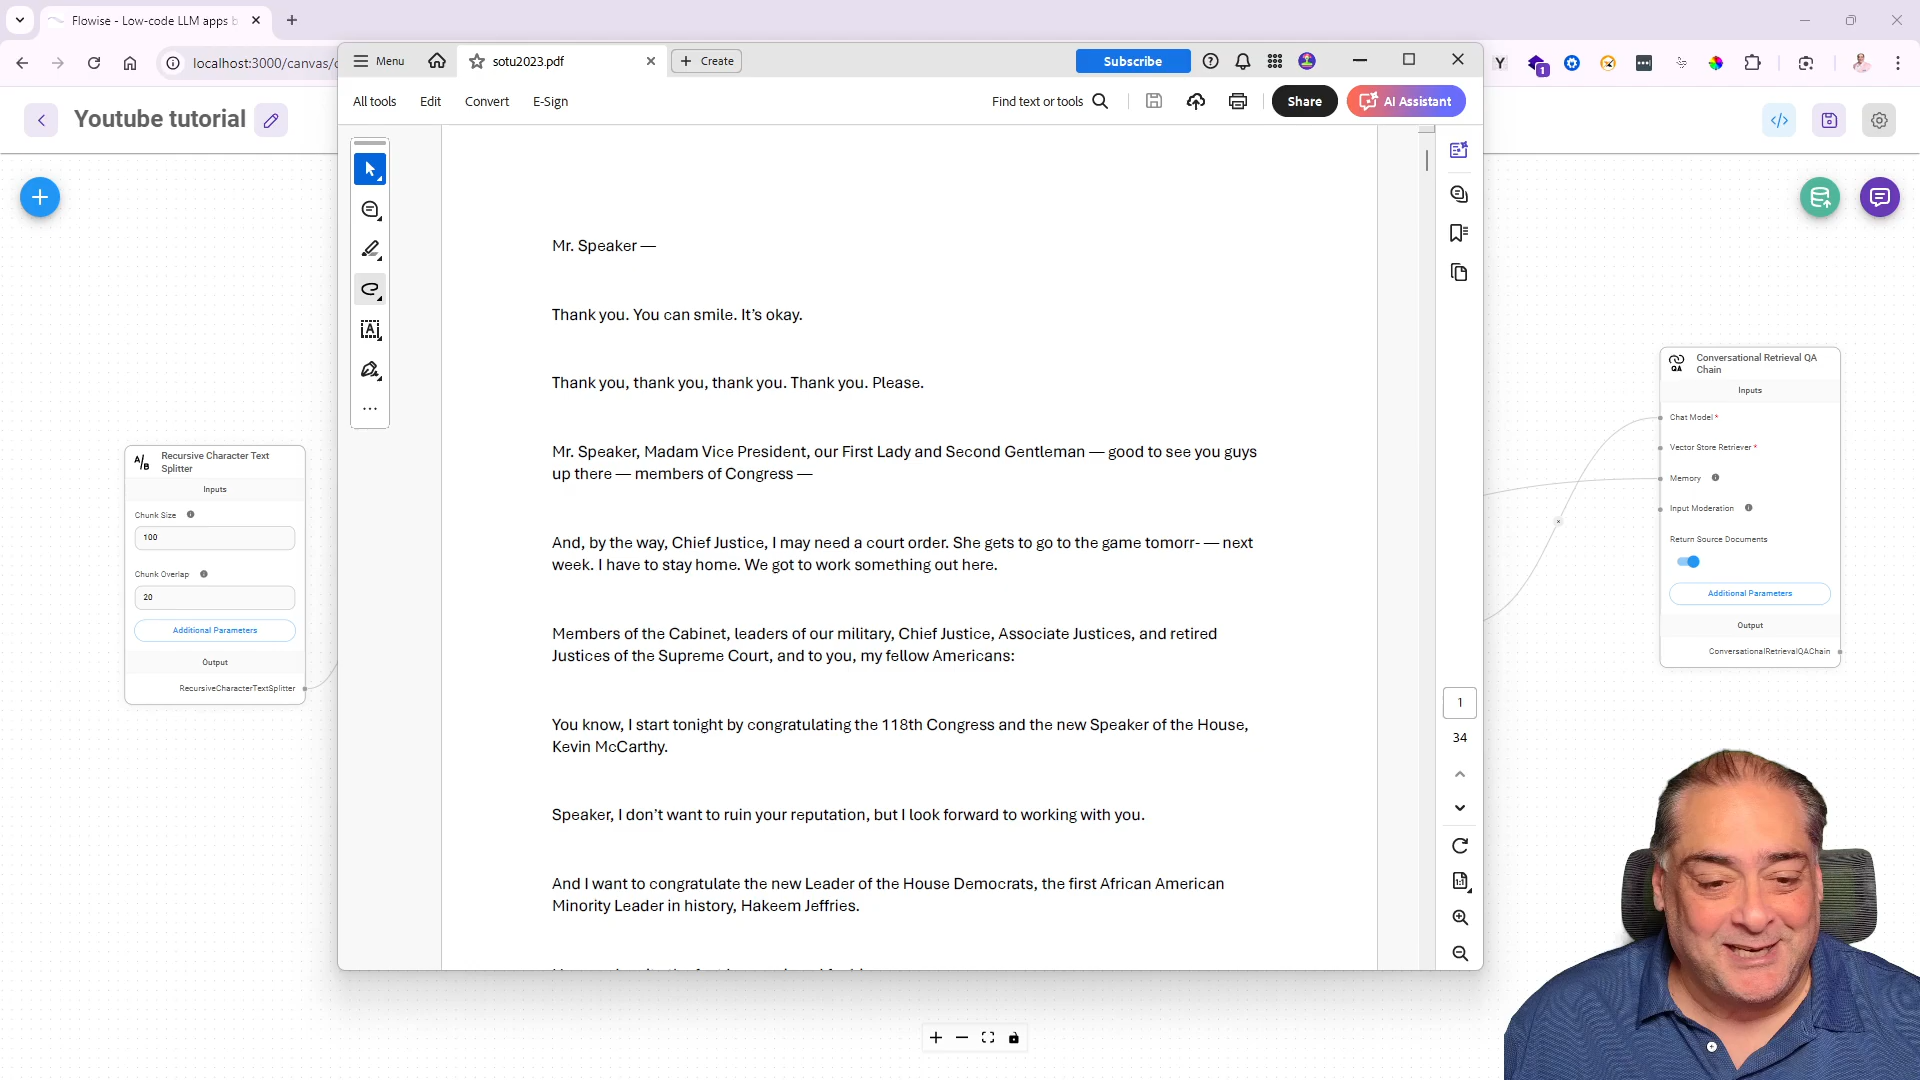 Flowise - Low-code LLM apps b
localhost:3000/canvas/c
Youtube tutorial
Menu
sotu2023.pdf
Create
Subscribe
All tools
Edit
Convert
E-Sign
Find text or tools
Share
AI Assistant
Mr. Speaker —
Thank you. You can smile. It's okay.
Thank you, thank you, thank you. Thank you. Please.
Mr. Speaker, Madam Vice President, our First Lady and Second Gentleman — good to see you guys
up there — members of Congress —
And, by the way, Chief Justice, I may need a court order. She gets to go to the game tomorr- — next
week. I have to stay home. We got to work something out here.
Members of the Cabinet, leaders of our military, Chief Justice, Associate Justices, and retired
Justices of the Supreme Court, and to you, my fellow Americans:
You know, I start tonight by congratulating the 118th Congress and the new Speaker of the House,
Kevin McCarthy.
Speaker, I don't want to ruin your reputation, but I look forward to working with you.
And I want to congratulate the new Leader of the House Democrats, the first African American
Minority Leader in history, Hakeem Jeffries.
1
34
Recursive Character Text
Splitter
Inputs
Chunk Size
100
Chunk Overlap
20
Additional Parameters
Output
RecursiveCharacterTextSplitter
Conversational Retrieval QA
Chain
Inputs
Chat Model *
Vector Store Retriever *
Memory
Input Moderation
Return Source Documents
Additional Parameters
Output
ConversationalRetrievalQAChain